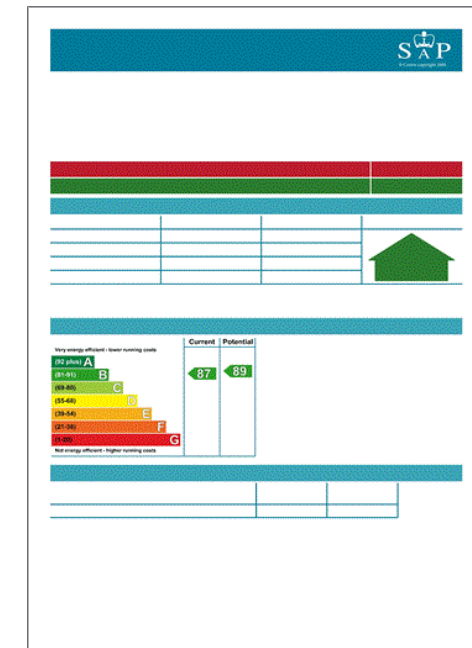 SAP
© Crown copyright 2009
Current Potential
Very energy efficient - lower running costs
(92 plus) A
(81-91) B
87 89
(69-80) C
(55-68) D
(39-54) E
(21-38) F
(1-20) G
Not energy efficient - higher running costs